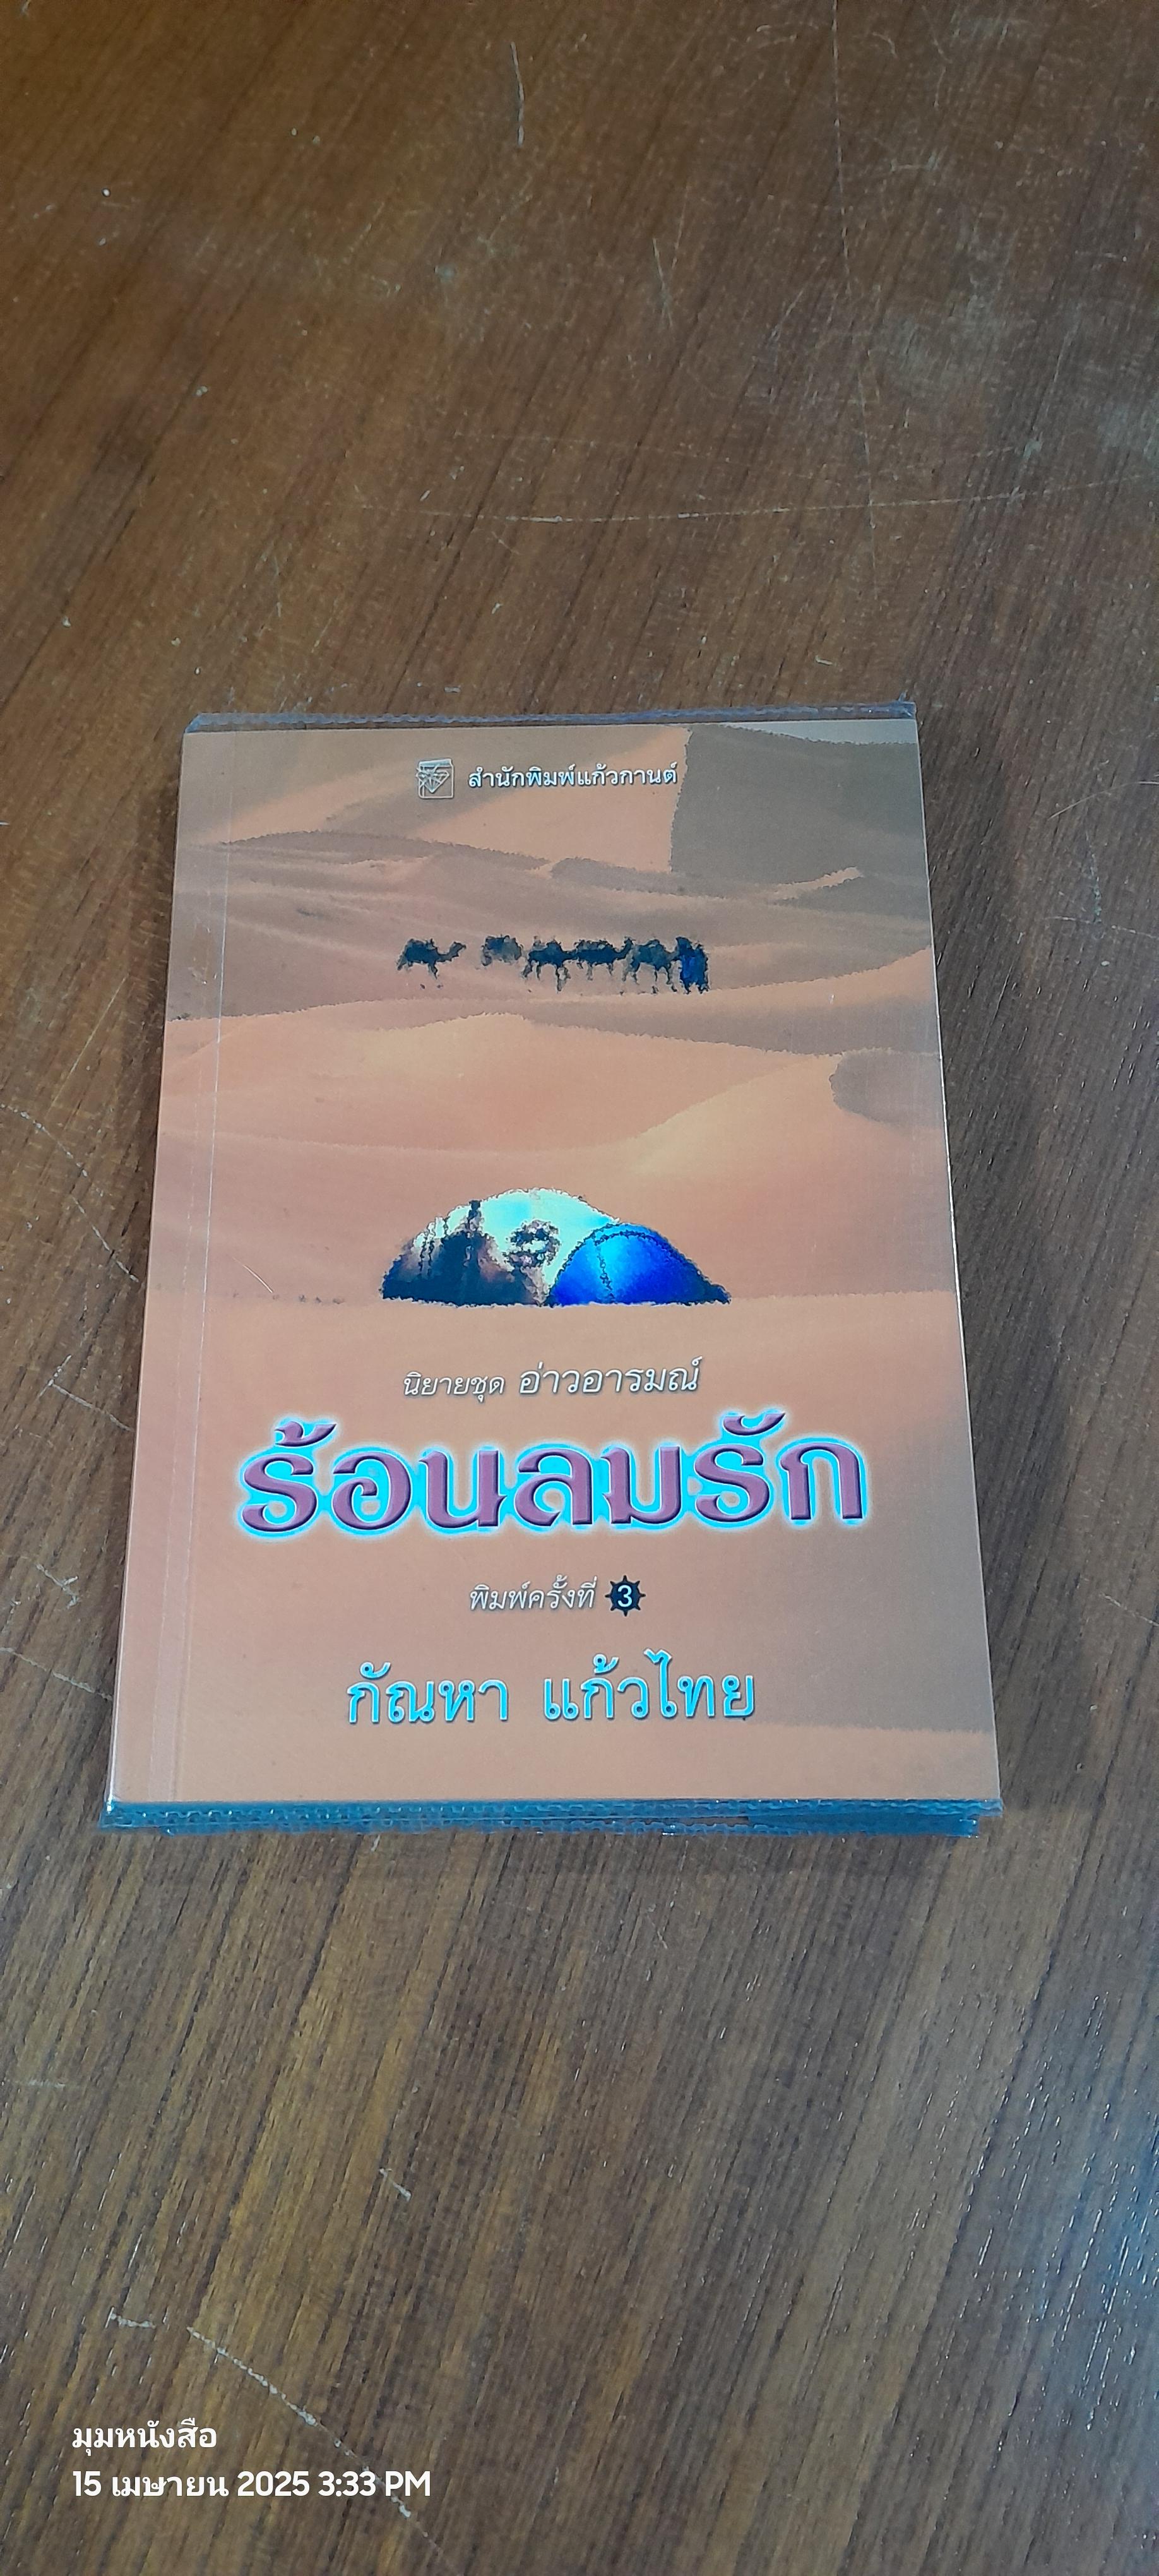 สำนักพิมพ์แก้วกานต์
นิยายชุด อ่าวอารมณ์
ร้อนลมรัก
พิมพ์ครั้งที่ 3
กัณหา แก้วไทย
มุมหนังสือ
15 เมษายน 2025 3:33 PM